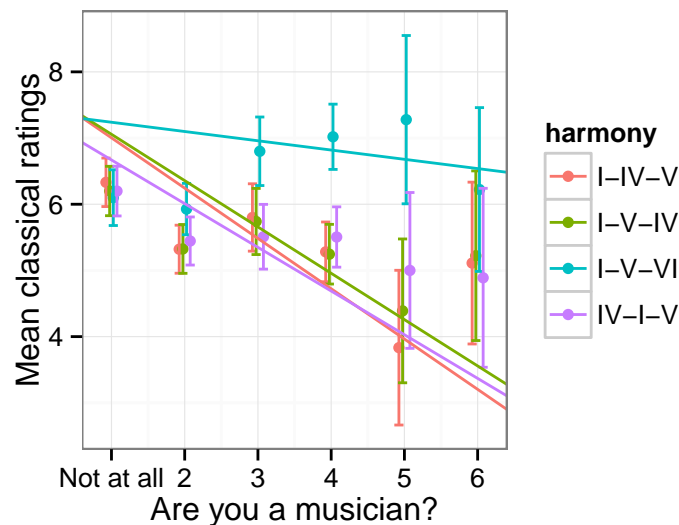 Mean classical ratings
8
6
4
Not at all 2 3 4 5 6
Are you a musician?
harmony
I−IV−V
I−V−IV
I−V−VI
IV−I−V